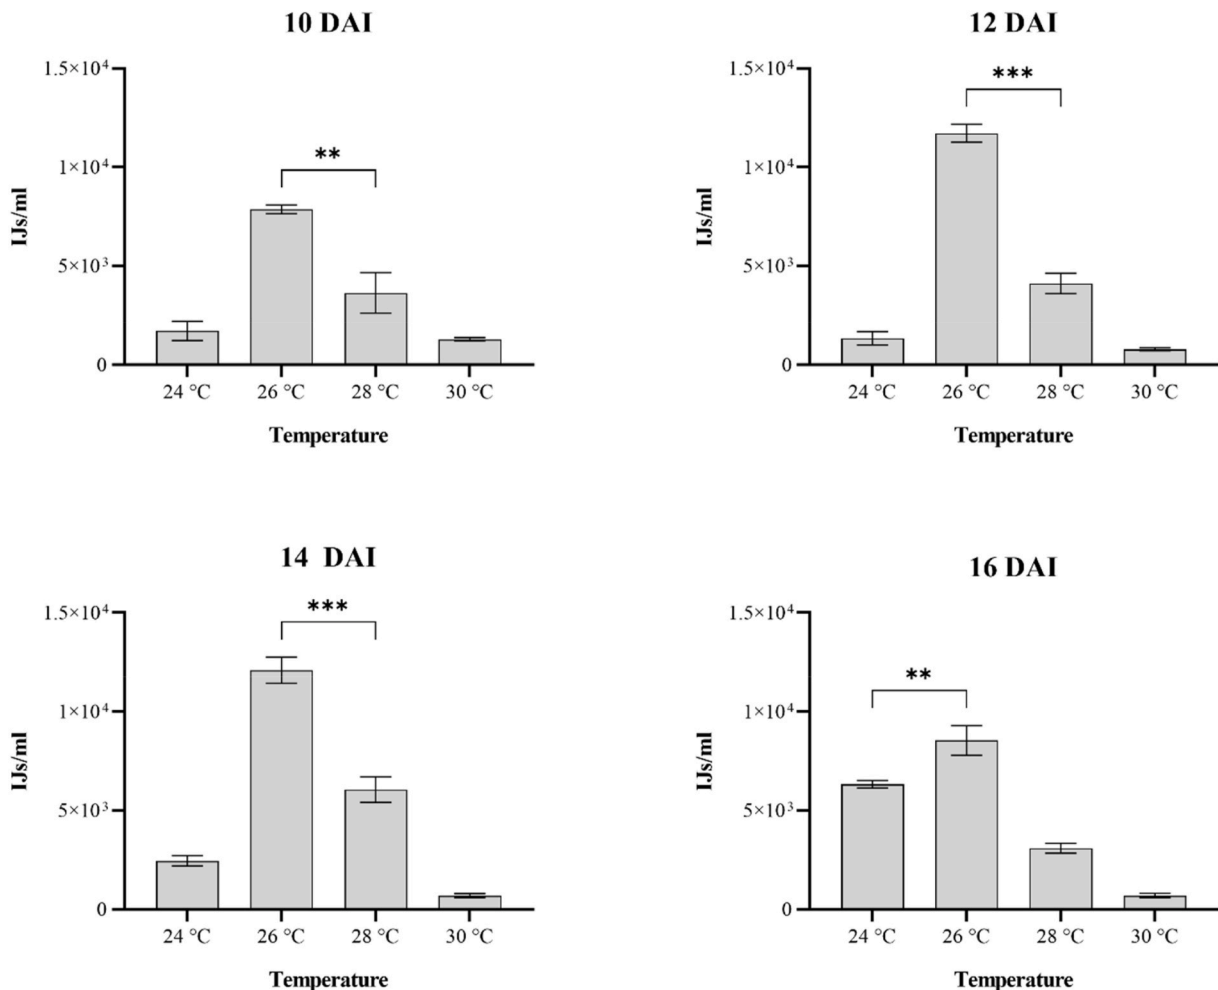 10 DAI
**
1.5×10⁴
1×10⁴
5×10³
0
IJs/ml
24 °C 26 °C 28 °C 30 °C
Temperature
12 DAI
***
1.5×10⁴
1×10⁴
5×10³
0
IJs/ml
24 °C 26 °C 28 °C 30 °C
Temperature
14 DAI
***
1.5×10⁴
1×10⁴
5×10³
0
IJs/ml
24 °C 26 °C 28 °C 30 °C
Temperature
16 DAI
**
1.5×10⁴
1×10⁴
5×10³
0
IJs/ml
24 °C 26 °C 28 °C 30 °C
Temperature